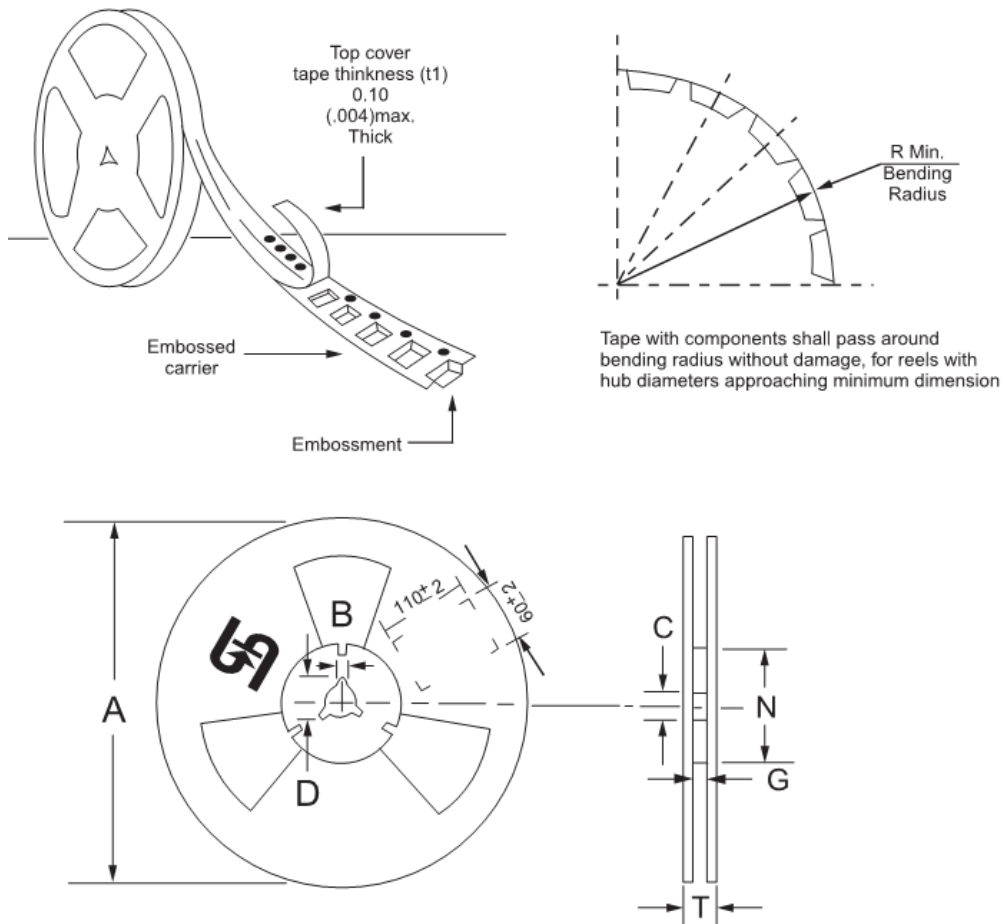 Top cover
tape thinkness (t1)
0.10
(.004)max.
Thick
Embossed
carrier
Embossment
R Min.
Bending
Radius
Tape with components shall pass around
bending radius without damage, for reels with
hub diameters approaching minimum dimension
A
B
D
110±2
60±2
C
N
G
T